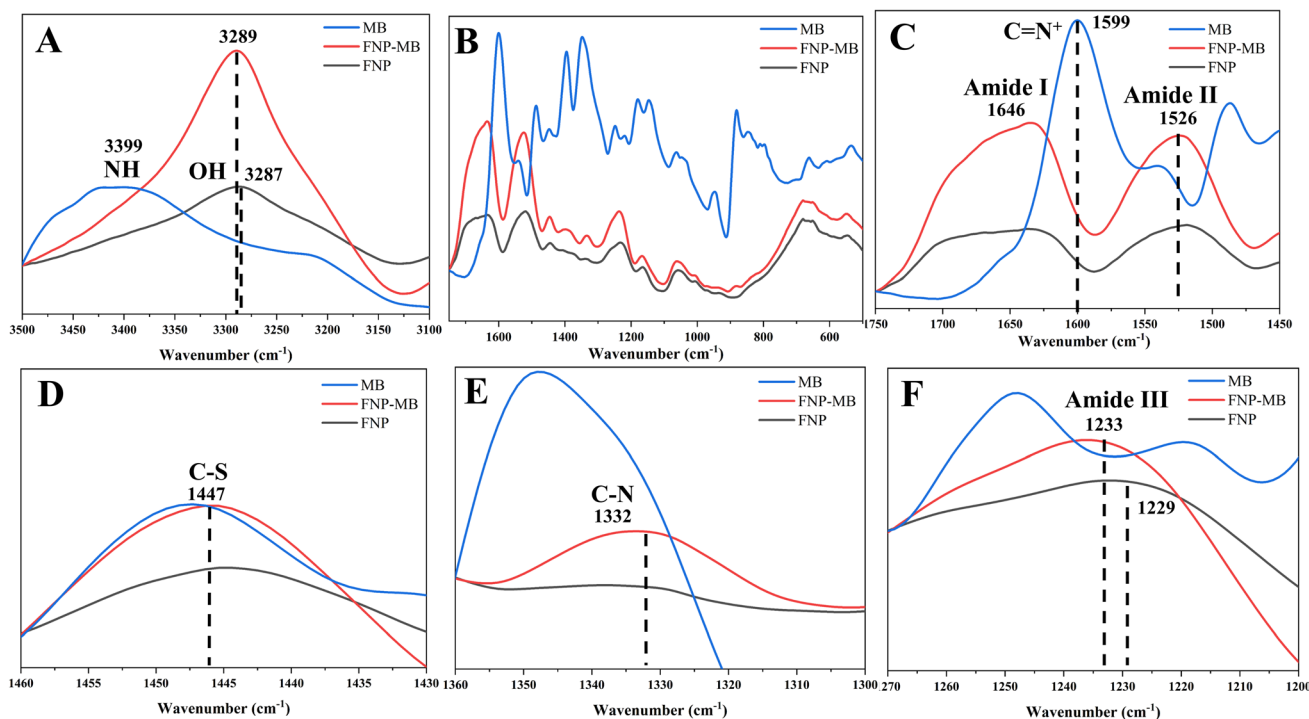 A
3289
MB
FNP-MB
FNP
3399
NH
OH
3287
3500 3450 3400 3350 3300 3250 3200 3150 3100
Wavenumber (cm⁻¹)
B
MB
FNP-MB
FNP
1600 1400 1200 1000 800 600
Wavenumber (cm⁻¹)
C
C=N⁺
1599
MB
FNP-MB
FNP
Amide I
1646
Amide II
1526
1750 1700 1650 1600 1550 1500 1450
Wavenumber (cm⁻¹)
D
MB
FNP-MB
FNP
C-S
1447
1460 1455 1450 1445 1440 1435 1430
Wavenumber (cm⁻¹)
E
MB
FNP-MB
FNP
C-N
1332
1360 1350 1340 1330 1320 1310 1300
Wavenumber (cm⁻¹)
F
MB
FNP-MB
FNP
Amide III
1233
1229
1270 1260 1250 1240 1230 1220 1210 1200
Wavenumber (cm⁻¹)